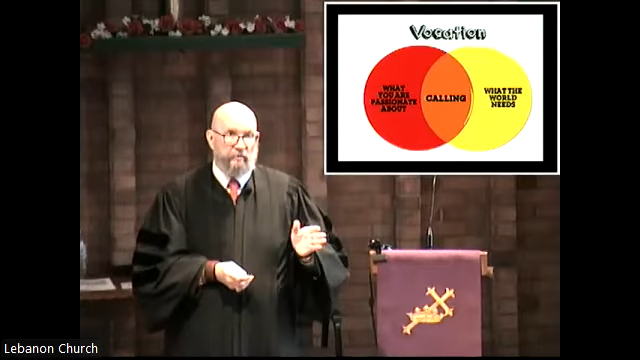 Vocation
WHAT
YOU ARE
PASSIONATE
ABOUT
CALLING
WHAT THE
WORLD
NEEDS
Lebanon Church